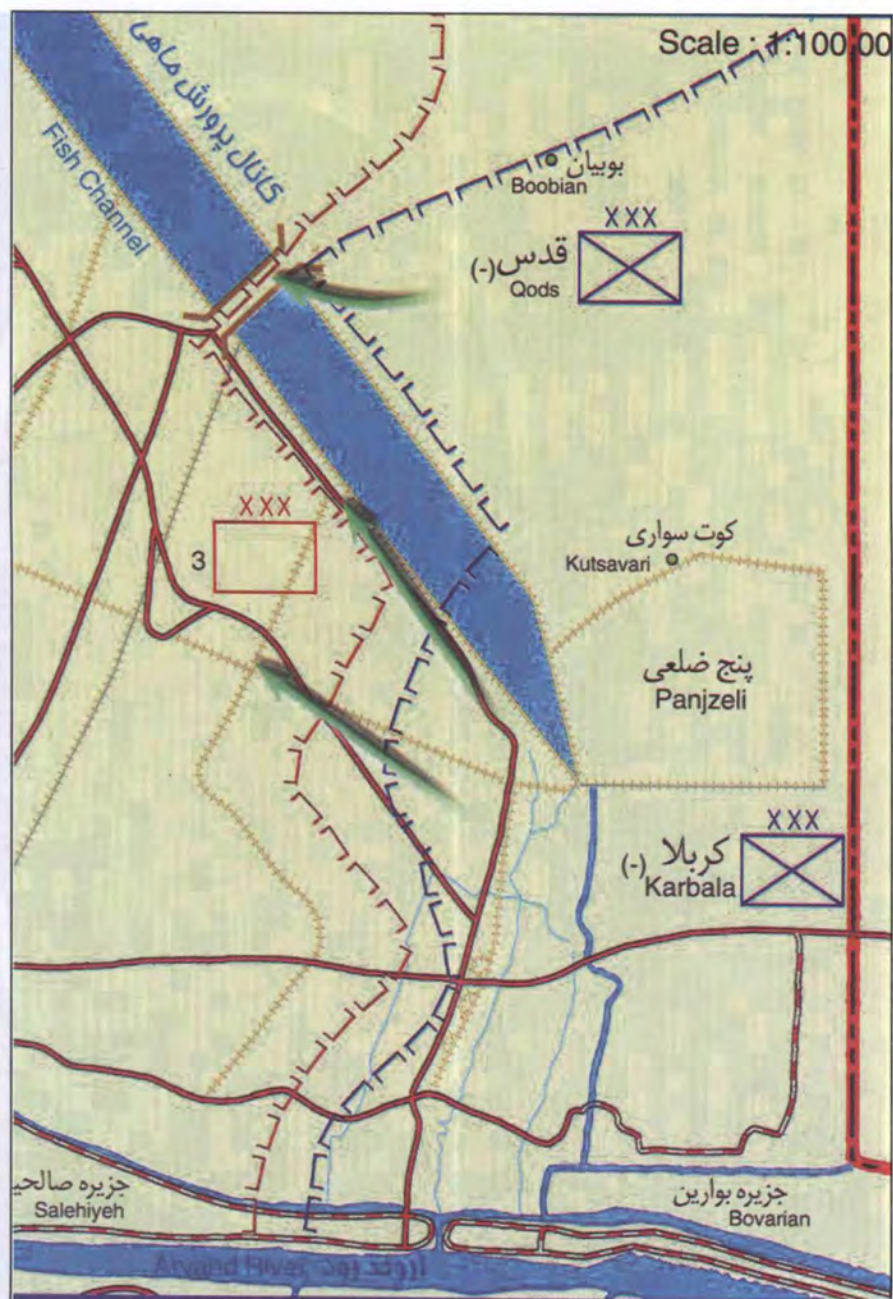 Scale : 1:100,00
کانال پرورش ماهی
Fish Channel
بوبیان
Boobian
XXX
قدس (-)
Qods
XXX
3
کوت سواری
Kutsavari
پنج ضلعی
Panjzeli
XXX
کربلا (-)
Karbala
جزیره صالحیه
Salehiyeh
جزیره بوارین
Bovarian
Arvand River اروند رود